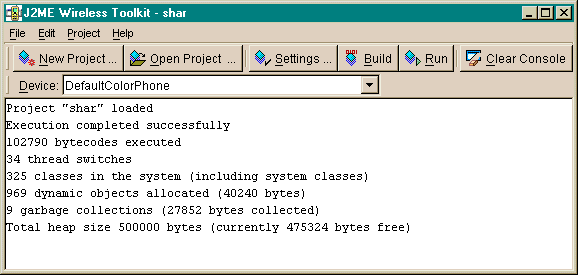 J2ME Wireless Toolkit - shar
File Edit Project Help
New Project ... Open Project ... Settings ... Build Run Clear Console
Device: DefaultColorPhone
Project "shar" loaded
Execution completed successfully
102790 bytecodes executed
34 thread switches
325 classes in the system (including system classes)
969 dynamic objects allocated (40240 bytes)
9 garbage collections (27852 bytes collected)
Total heap size 500000 bytes (currently 475324 bytes free)